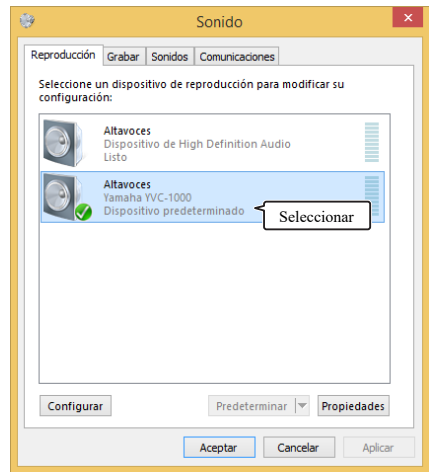 Sonido
Reproducción Grabar Sonidos Comunicaciones
Seleccione un dispositivo de reproducción para modificar su
configuración:
Altavoces
Dispositivo de High Definition Audio
Listo
Altavoces
Yamaha YVC-1000
Dispositivo predeterminado
Seleccionar
Configurar Predeterminar Propiedades
Aceptar Cancelar Aplicar